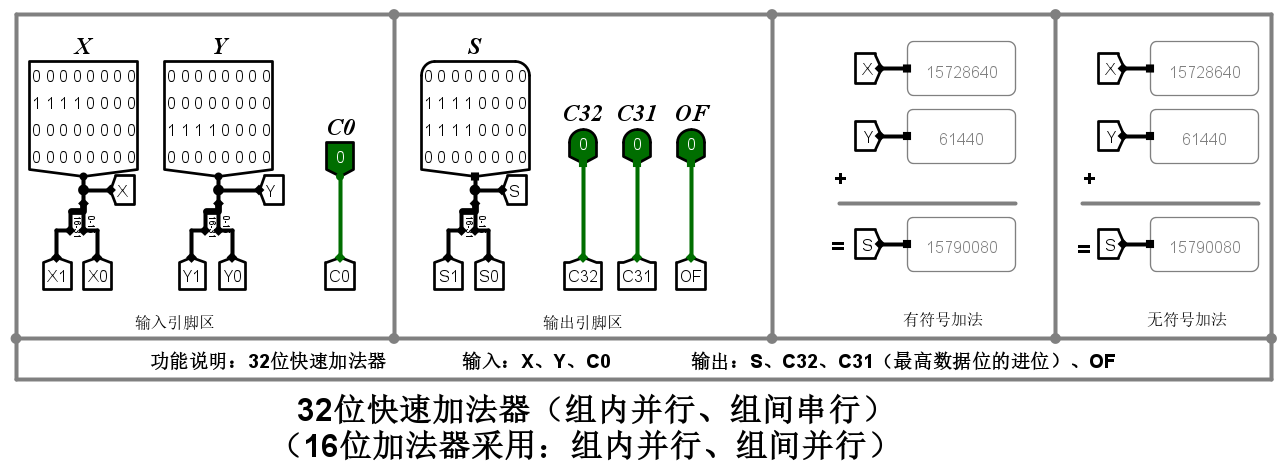 X
0 0 0 0 0 0 0 0
1 1 1 1 0 0 0 0
0 0 0 0 0 0 0 0
0 0 0 0 0 0 0 0
X
X1
X0
Y
0 0 0 0 0 0 0 0
0 0 0 0 0 0 0 0
1 1 1 1 0 0 0 0
0 0 0 0 0 0 0 0
Y
Y1
Y0
C0
0
C0
输入引脚区
S
0 0 0 0 0 0 0 0
1 1 1 1 0 0 0 0
1 1 1 1 0 0 0 0
0 0 0 0 0 0 0 0
S
S1
S0
C32 C31 OF
0 0 0
C32 C31 OF
输出引脚区
X 15728640
Y 61440
+
= S 15790080
有符号加法
X 15728640
Y 61440
+
= S 15790080
无符号加法
功能说明：32位快速加法器 输入：X、Y、C0 输出：S、C32、C31（最高数据位的进位）、OF
32位快速加法器（组内并行、组间串行）
（16位加法器采用：组内并行、组间并行）